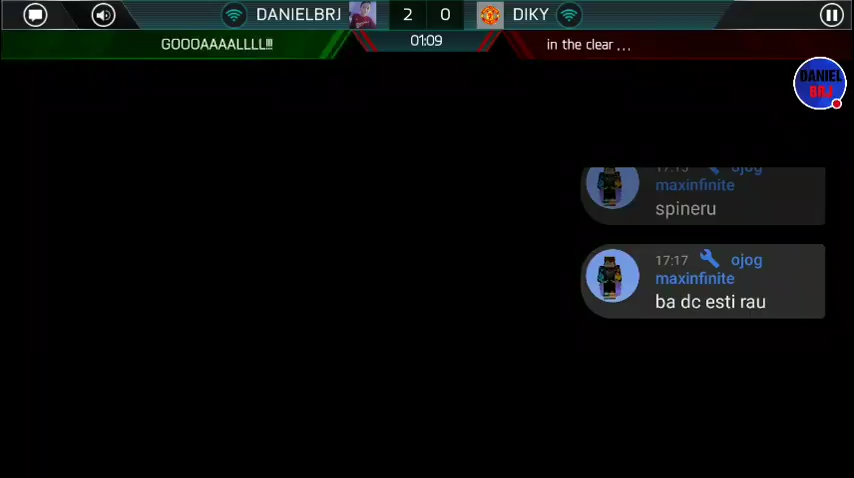 DANIELBRJ 2 0 DIKY
GOOOAAAALLLL!!! 01:09 in the clear ...
DANIEL
BRJ
ojog
maxinfinite
spineru
17:17 ojog
maxinfinite
ba dc esti rau